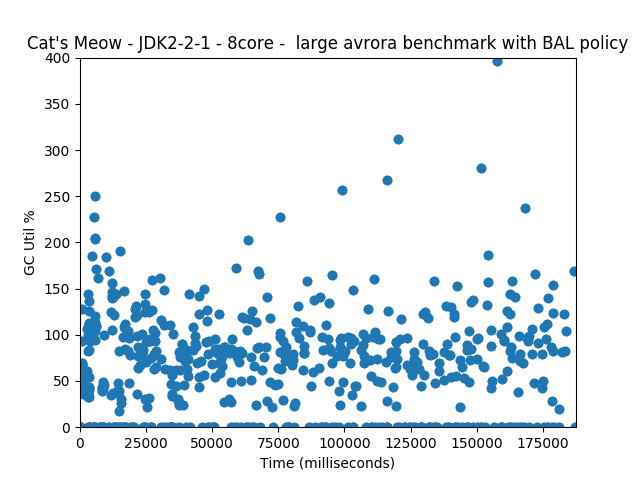 Cat's Meow - JDK2-2-1 - 8core -  large avrora benchmark with BAL policy
400
350
300
250
200
150
100
50
0
GC Util %
0 25000 50000 75000 100000 125000 150000 175000
Time (milliseconds)